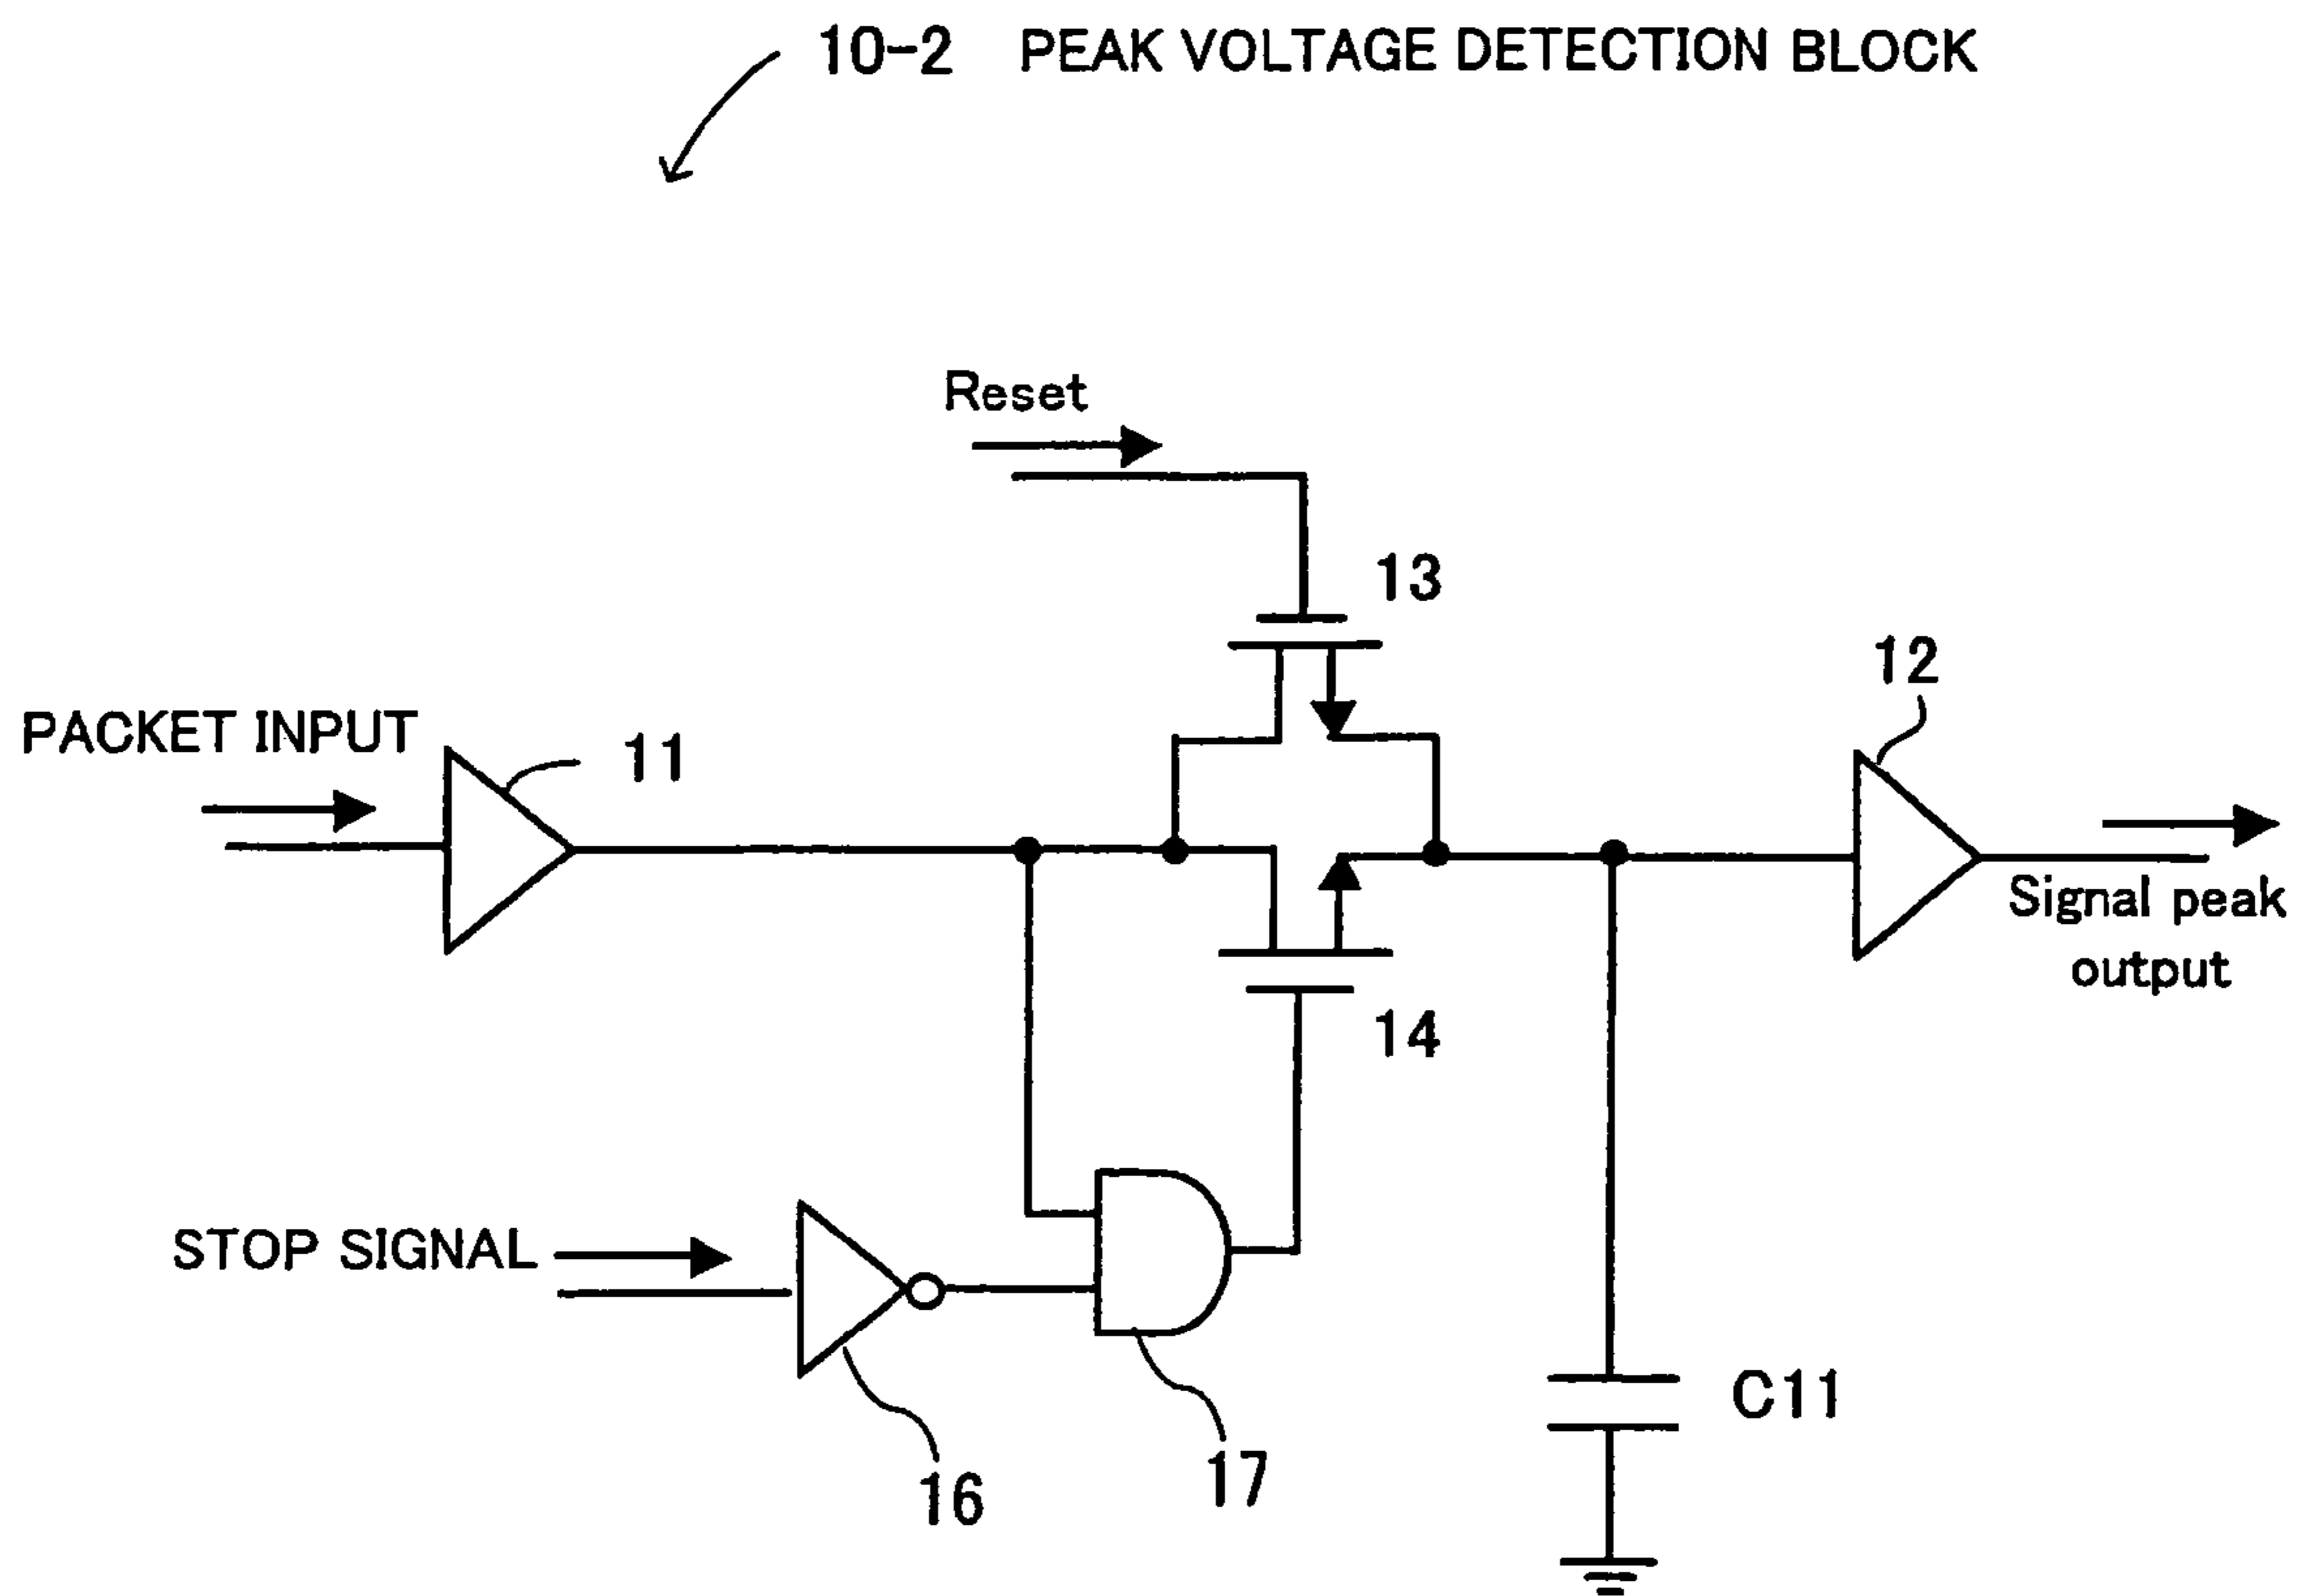 10-2 PEAK VOLTAGE DETECTION BLOCK
Reset
13
12
PACKET INPUT
11
Signal peak
output
14
STOP SIGNAL
C11
17
16